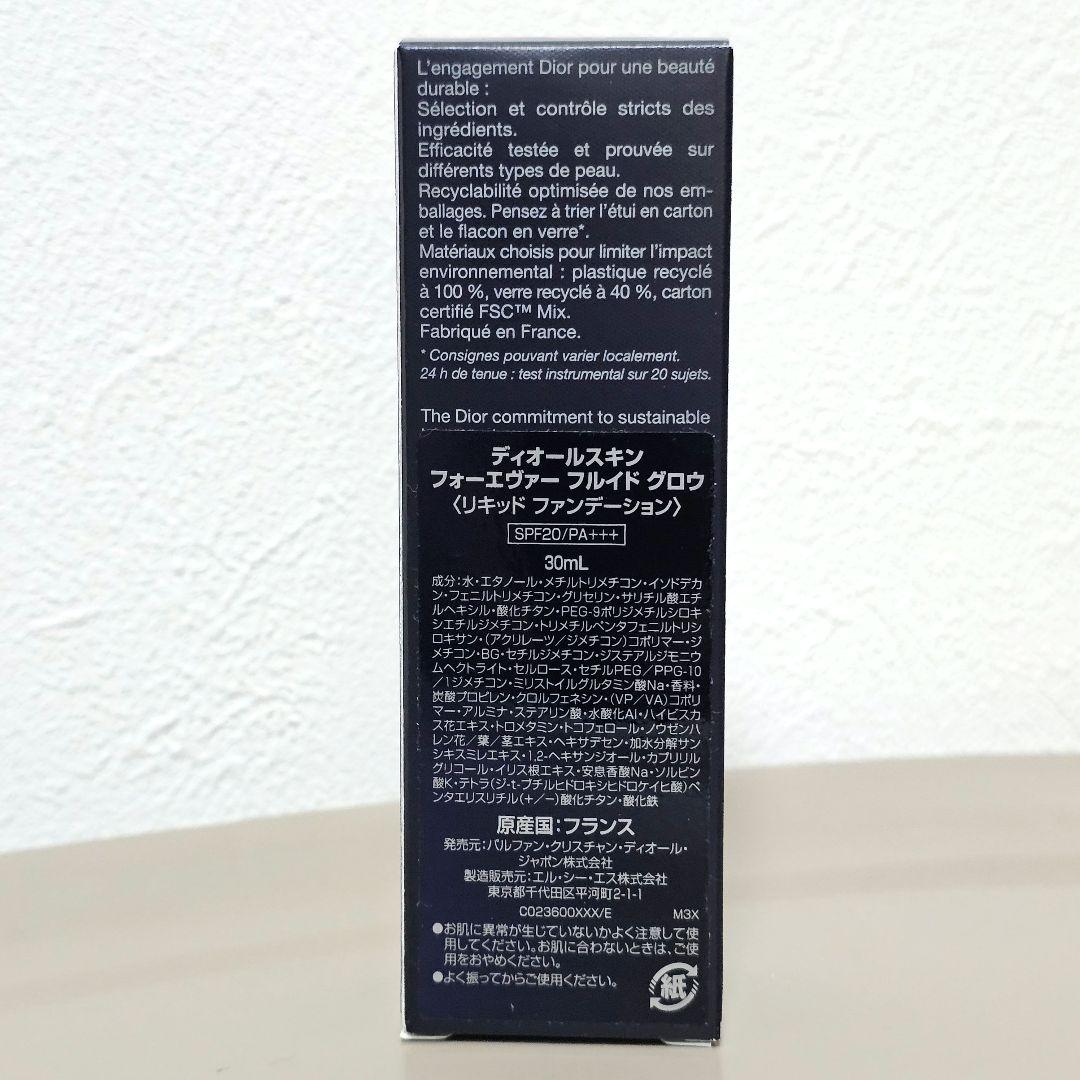 L'engagement Dior pour une beauté
durable :
Sélection et contrôle stricts des
ingrédients.
Efficacité testée et prouvée sur
différents types de peau.
Recyclabilité optimisée de nos em-
ballages. Pensez à trier l'étui en carton
et le flacon en verre*.
Matériaux choisis pour limiter l'impact
environnemental : plastique recyclé
à 100 %, verre recyclé à 40 %, carton
certifié FSC™ Mix.
Fabriqué en France.
* Consignes pouvant varier localement.
24 h de tenue : test instrumental sur 20 sujets.
The Dior commitment to sustainable
ディオールスキン
フォーエヴァー フルイド グロウ
〈リキッド ファンデーション〉
SPF20/PA+++
30mL
成分:水・エタノール・メチルトリメチコン・イソドデカ
ン・フェニルトリメチコン・グリセリン・サリチル酸エチ
ルヘキシル・酸化チタン・PEG-9ポリジメチルシロキ
シエチルジメチコン・トリメチルペンタフェニルトリシ
ロキサン・(アクリレーツ/ジメチコン)コポリマー・ジ
メチコン・BG・セチルジメチコン・ジステアルジモニウ
ムヘクトライト・セルロース・セチルPEG/PPG-10
/1ジメチコン・ミリストイルグルタミン酸Na・香料・
炭酸プロピレン・クロルフェネシン・(VP/VA)コポリ
マー・アルミナ・ステアリン酸・水酸化Al・ハイビスカ
ス花エキス・トロメタミン・トコフェロール・ノウゼンハ
レン花/葉/茎エキス・ヘキサデセン・加水分解サン
シキスミレエキス・1,2-ヘキサンジオール・カプリリル
グリコール・イリス根エキス・安息香酸Na・ソルビン
酸K・テトラ(ジ-t-ブチルヒドロキシヒドロケイヒ酸)ペ
ンタエリスリチル(+/−)酸化チタン・酸化鉄
原産国:フランス
発売元:パルファン・クリスチャン・ディオール・
ジャポン株式会社
製造販売元:エル・シー・エス株式会社
東京都千代田区平河町2-1-1
C023600XXX/E M3X
●お肌に異常が生じていないかよく注意して使
用してください。お肌に合わないときは、ご使
用をおやめください。
●よく振ってからご使用ください。
紙